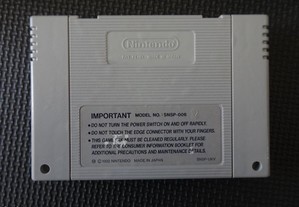 Nintendo
IMPORTANT MODEL NO. SNSP-006
• DO NOT TURN THE POWER SWITCH ON AND OFF RAPIDLY.
• DO NOT TOUCH THE EDGE CONNECTOR WITH YOUR FINGERS.
• THIS GAME MUST BE CLEANED REGULARLY. PLEASE
REFER TO THE CONSUMER INFORMATION BOOKLET FOR
ADDITIONAL PRECAUTIONS AND MAINTENANCE DETAILS.
NINTENDO MADE IN JAPAN